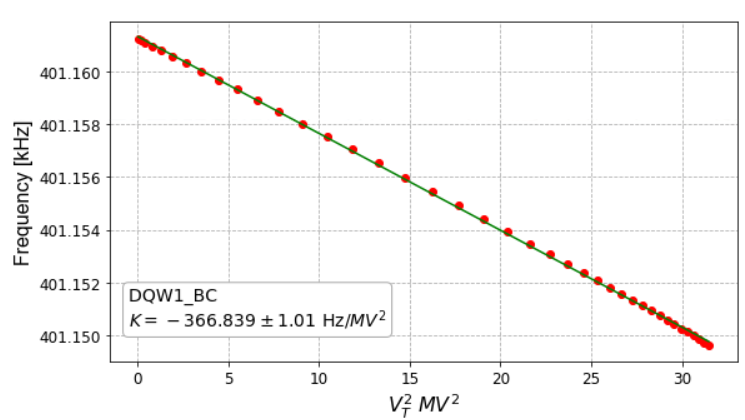 Frequency [kHz]
401.160
401.158
401.156
401.154
401.152
401.150
DQW1_BC
K = −366.839 ± 1.01 Hz/MV²
0 5 10 15 20 25 30
V_T² MV²